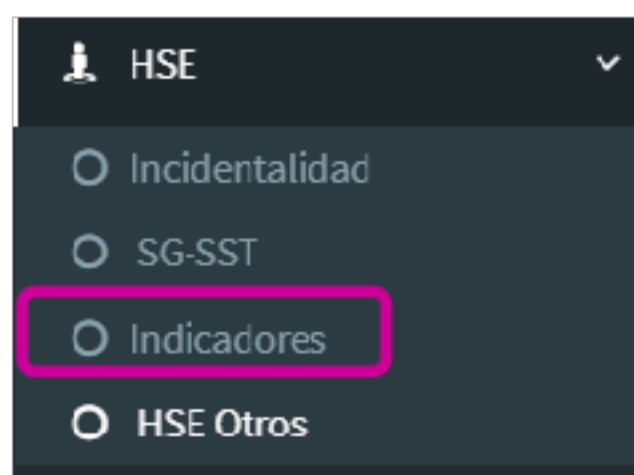 HSE
Incidentalidad
SG-SST
Indicadores
HSE Otros